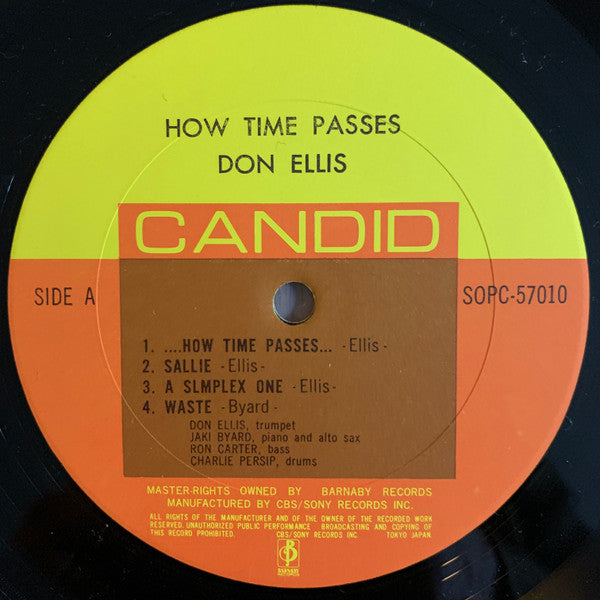 HOW TIME PASSES
DON ELLIS
CANDID
SIDE A
SOPC-57010
1. ....HOW TIME PASSES... -Ellis-
2. SALLIE -Ellis-
3. A SLMPLEX ONE -Ellis-
4. WASTE -Byard-
DON ELLIS, trumpet
JAKI BYARD, piano and alto sax
RON CARTER, bass
CHARLIE PERSIP, drums
MASTER-RIGHTS OWNED BY BARNABY RECORDS
MANUFACTURED BY CBS/SONY RECORDS INC.
ALL RIGHTS OF THE MANUFACTURER AND OF THE OWNER OF THE RECORDED WORK
RESERVED. UNAUTHORIZED PUBLIC PERFORMANCE BROADCASTING AND COPYING OF
THIS RECORD PROHIBITED. CBS/SONY RECORDS INC. TOKYO JAPAN
B
BARNABY
RECORDS